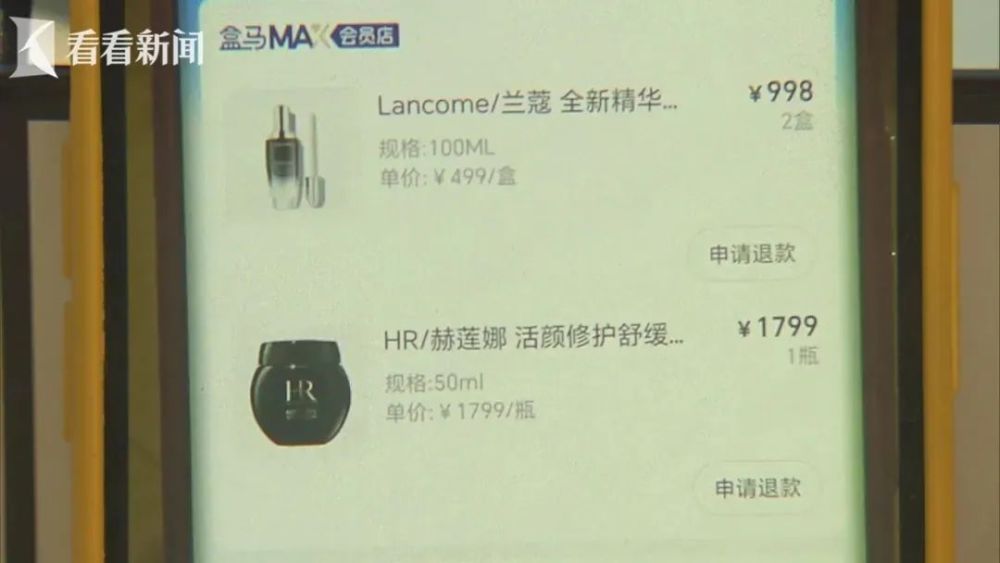 看看新闻
盒马MAX会员店
Lancome/兰蔻 全新精华...
¥998
2盒
规格:100ML
单价:¥499/盒
申请退款
HR/赫莲娜 活颜修护舒缓...
¥1799
1瓶
规格:50ml
单价:¥1799/瓶
HR
申请退款